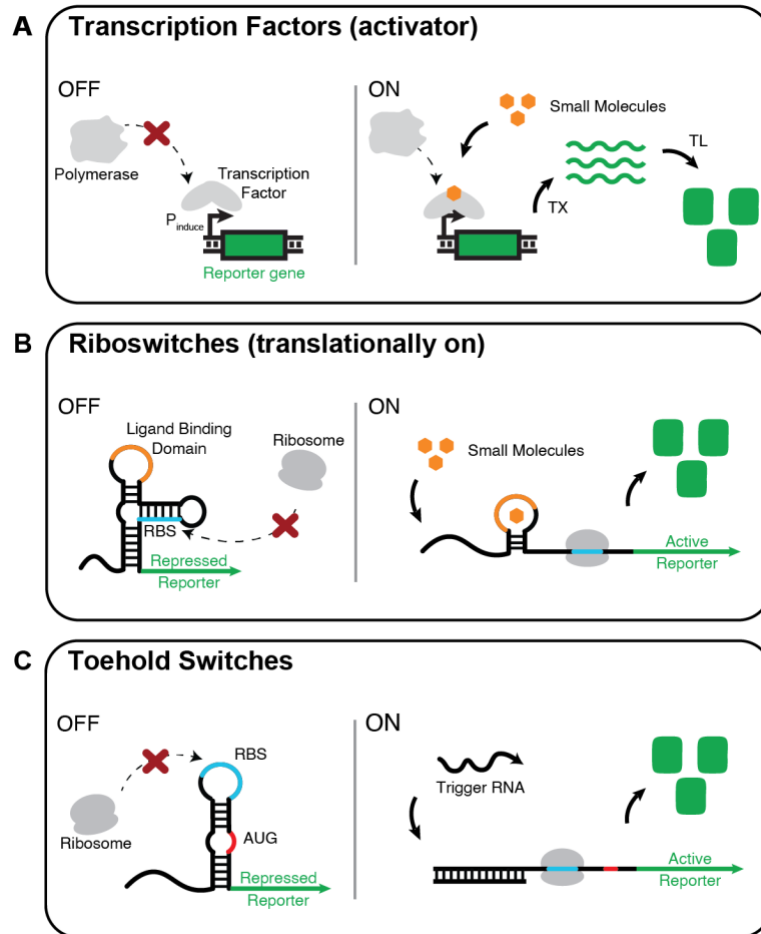 A Transcription Factors (activator)
OFF
Polymerase
Transcription
Factor
Pinduce
Reporter gene
ON
Small Molecules
TX
TL
B Riboswitches (translationally on)
OFF
Ligand Binding
Domain
Ribosome
RBS
Repressed
Reporter
ON
Small Molecules
Active
Reporter
C Toehold Switches
OFF
RBS
Ribosome
AUG
Repressed
Reporter
ON
Trigger RNA
Active
Reporter